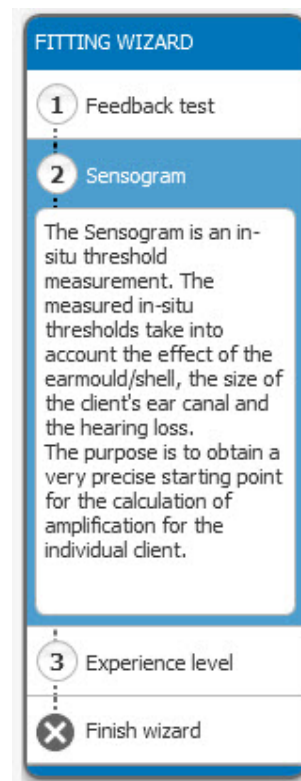 FITTING WIZARD
1 Feedback test
2 Sensogram
The Sensogram is an in-
situ threshold
measurement. The
measured in-situ
thresholds take into
account the effect of the
earmould/shell, the size of
the client's ear canal and
the hearing loss.
The purpose is to obtain a
very precise starting point
for the calculation of
amplification for the
individual client.
3 Experience level
Finish wizard